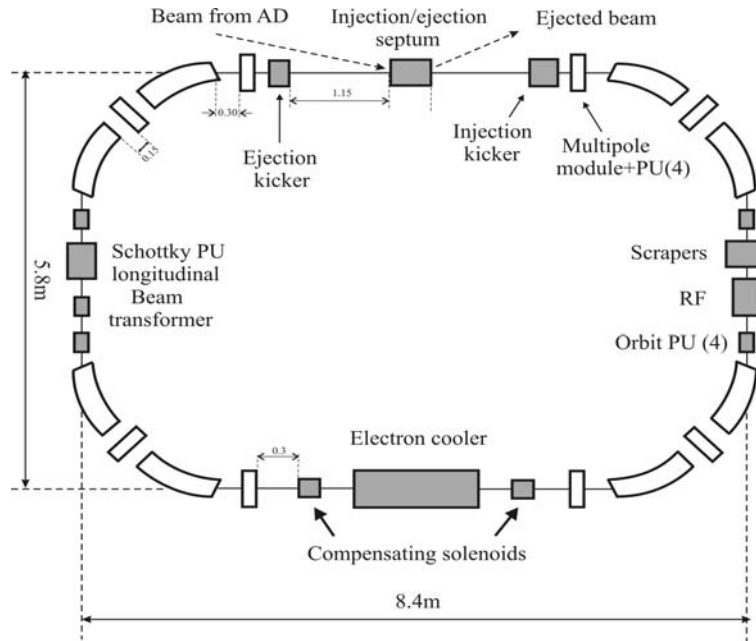 Beam from AD
Injection/ejection
septum
Ejected beam
0.30
1.15
0.15
Ejection
kicker
Injection
kicker
Multipole
module+PU(4)
5.8m
Schottky PU
longitudinal
Beam
transformer
Scrapers
RF
Orbit PU (4)
0.3
Electron cooler
Compensating solenoids
8.4m